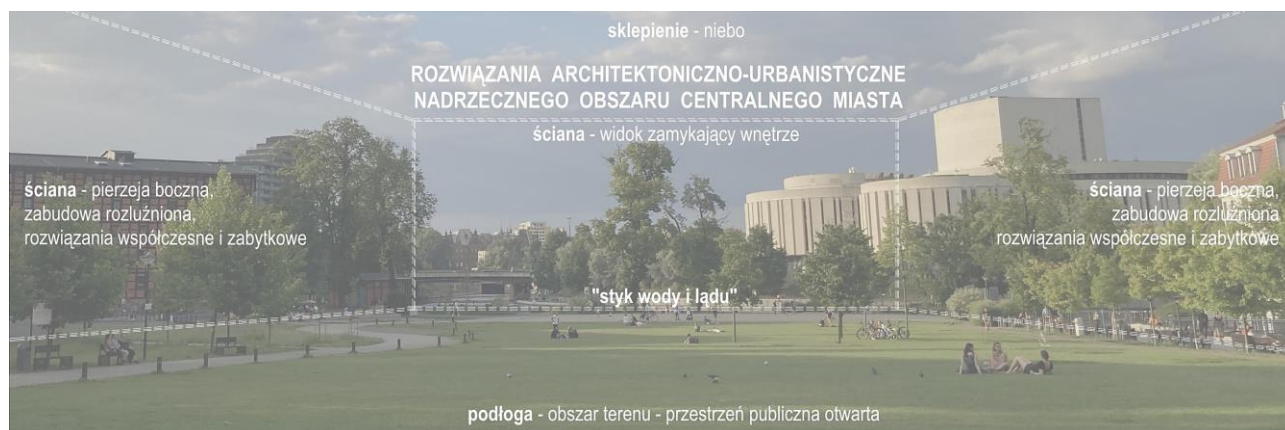 sklepienie - niebo
ROZWIĄZANIA ARCHITEKTONICZNO-URBANISTYCZNE
NADRZECZNEGO OBSZARU CENTRALNEGO MIASTA
ściana - widok zamykający wnętrze
ściana - pierzeja boczna,
zabudowa rozluźniona,
rozwiązania współczesne i zabytkowe
ściana - pierzeja boczna,
zabudowa rozluźniona
rozwiązania współczesne i zabytkowe
"styk wody i lądu"
podłoga - obszar terenu - przestrzeń publiczna otwarta